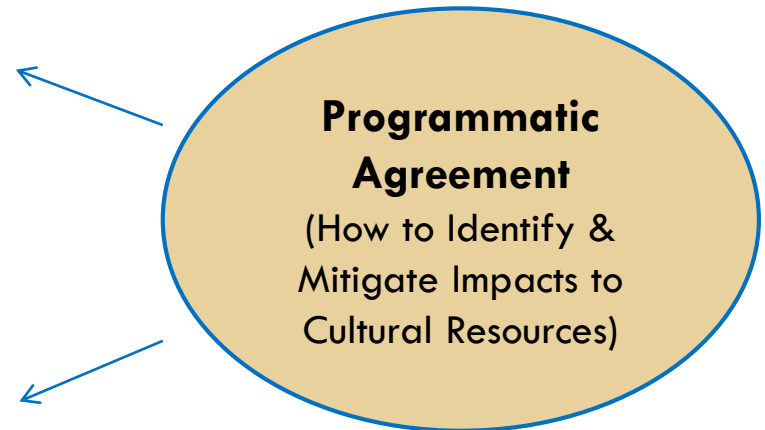 Programmatic
Agreement
(How to Identify &
Mitigate Impacts to
Cultural Resources)